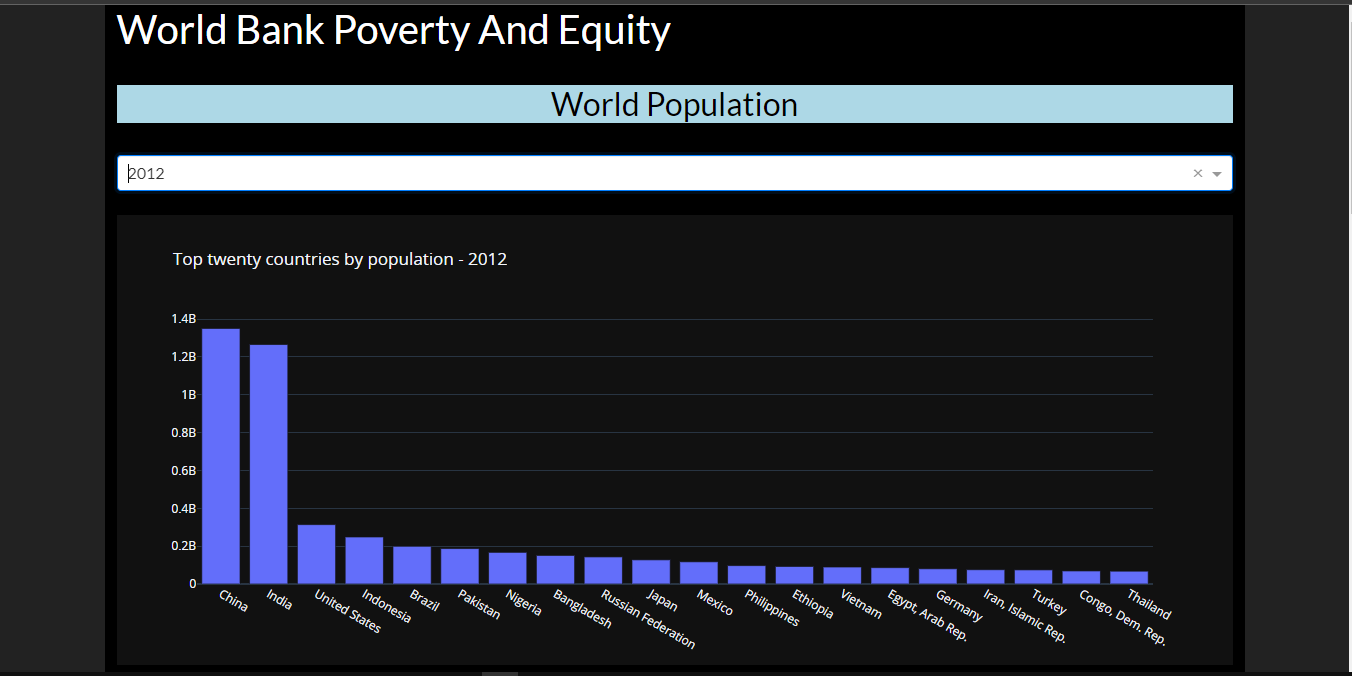 World Bank Poverty And Equity
World Population
2012
Top twenty countries by population - 2012
1.4B
1.2B
1B
0.8B
0.6B
0.4B
0.2B
0
China
India
United States
Indonesia
Brazil
Pakistan
Nigeria
Bangladesh
Russian Federation
Japan
Mexico
Philippines
Ethiopia
Vietnam
Egypt, Arab Rep.
Germany
Iran, Islamic Rep.
Turkey
Congo, Dem. Rep.
Thailand